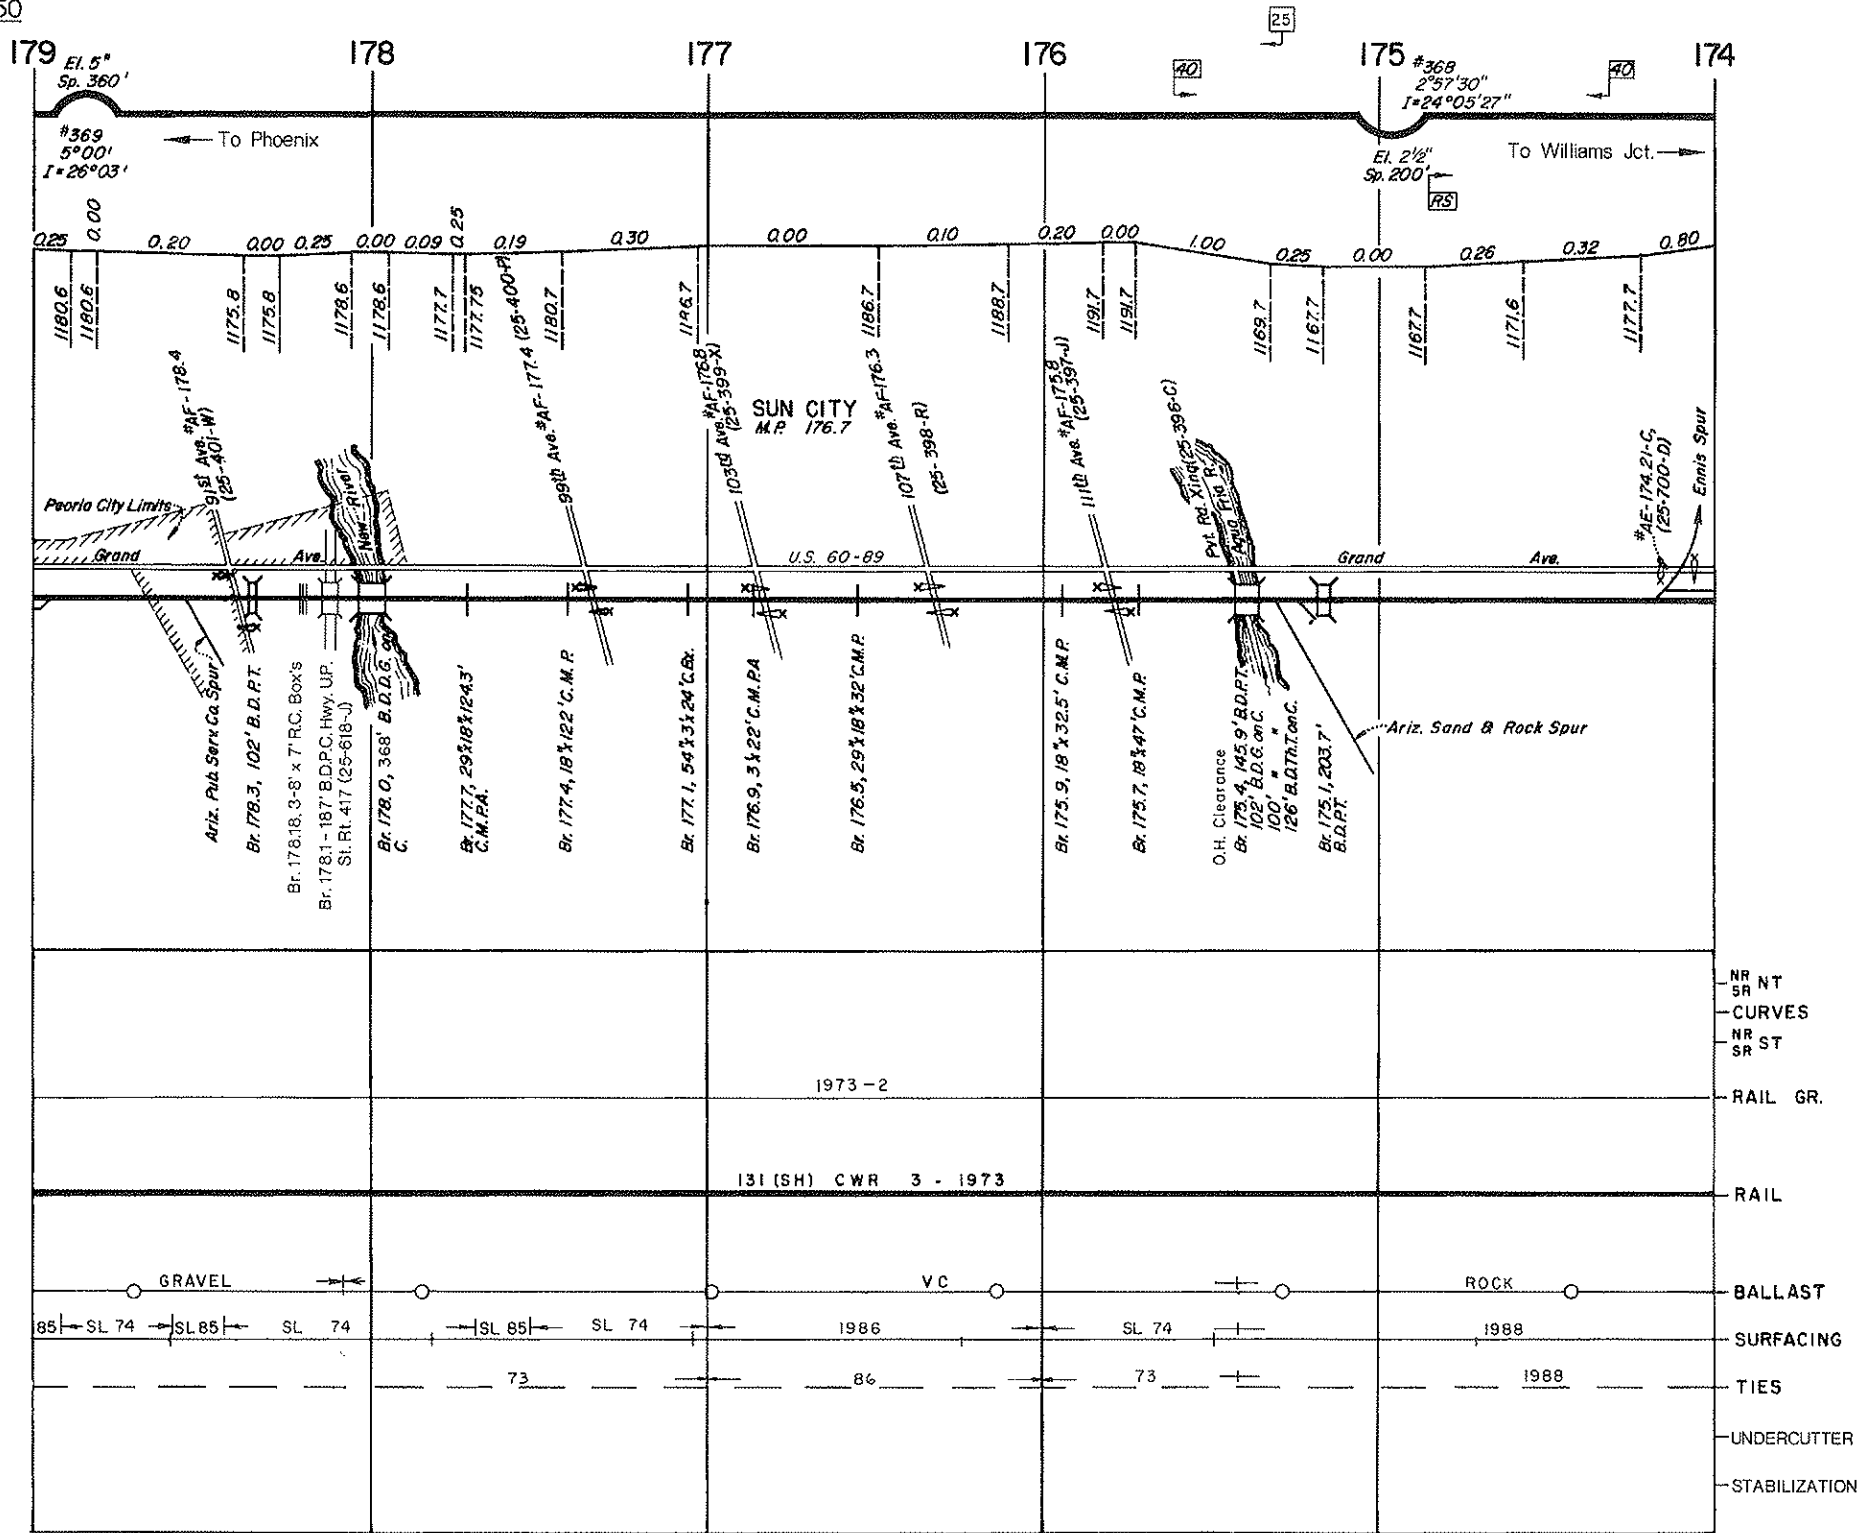 50
179
178
177
176
175
174
25
El. 5"
Sp. 360'
40
#368
2°57'30"
I=24°05'27"
40
#369
5°00'
I=26°03'
To Phoenix
El. 2½"
Sp. 200'
To Williams Jct.
RS
0.25
0.00
0.20
0.00
0.25
0.00
0.09
0.25
0.19
0.30
0.00
0.10
0.20
0.00
1.00
0.25
0.00
0.26
0.32
0.80
1180.6
1180.6
1175.8
1175.8
1178.6
1178.6
1177.7
1177.75
1180.7
1186.7
1186.7
1188.7
1191.7
1191.7
1169.7
1167.7
1167.7
1171.6
1177.7
91st Ave. #AF-178.4
(25-401-W)
99th Ave. #AF-177.4 (25-400-P)
103rd Ave. #AF-176.8
(25-399-X)
SUN CITY
M.P. 176.7
107th Ave. #AF-176.3
(25-398-R)
111th Ave. #AF-175.8
(25-397-J)
Pvt. Rd. Xing (25-396-C)
Agua Fria R.
#AE-174.21-C,
(25-700-D)
Ennis Spur
Peoria City Limits
New River
Grand
Ave.
U.S. 60-89
Grand
Ave.
Ariz. Pub. Serv. Co. Spur
Br. 178.3, 102' B.D.P.T.
Br. 178.18, 3-8' x 7' R.C. Box's
Br. 178.1 - 187' B.D.P.C. Hwy. U.P.
St. Rt. 417 (25-618-J)
Br. 178.0, 368' B.D.D.G. on
C.
Br. 177.7, 29"x18"x124.3'
C.M.P.A.
Br. 177.4, 18"x122' C.M.P.
Br. 177.1, 54"x3'x24' C.Bx.
Br. 176.9, 3'x22' C.M.P.A
Br. 176.5, 29"x18"x32' C.M.P.
Br. 175.9, 18"x32.5' C.M.P.
Br. 175.7, 18"x47' C.M.P.
O.H. Clearance
Br. 175.4, 145.9' B.D.P.T.
102' B.D.G. on C.
100' " "
126' B.D.Th.T. on C.
Br. 175.1, 203.7'
B.D.P.T.
Ariz. Sand & Rock Spur
NR
SR NT
CURVES
NR
SR ST
1973-2
RAIL GR.
131 (SH) CWR 3 - 1973
RAIL
GRAVEL
VC
ROCK
BALLAST
85
SL 74
SL 85
SL 74
SL 85
SL 74
1986
SL 74
1988
SURFACING
73
86
73
1988
TIES
UNDERCUTTER
STABILIZATION